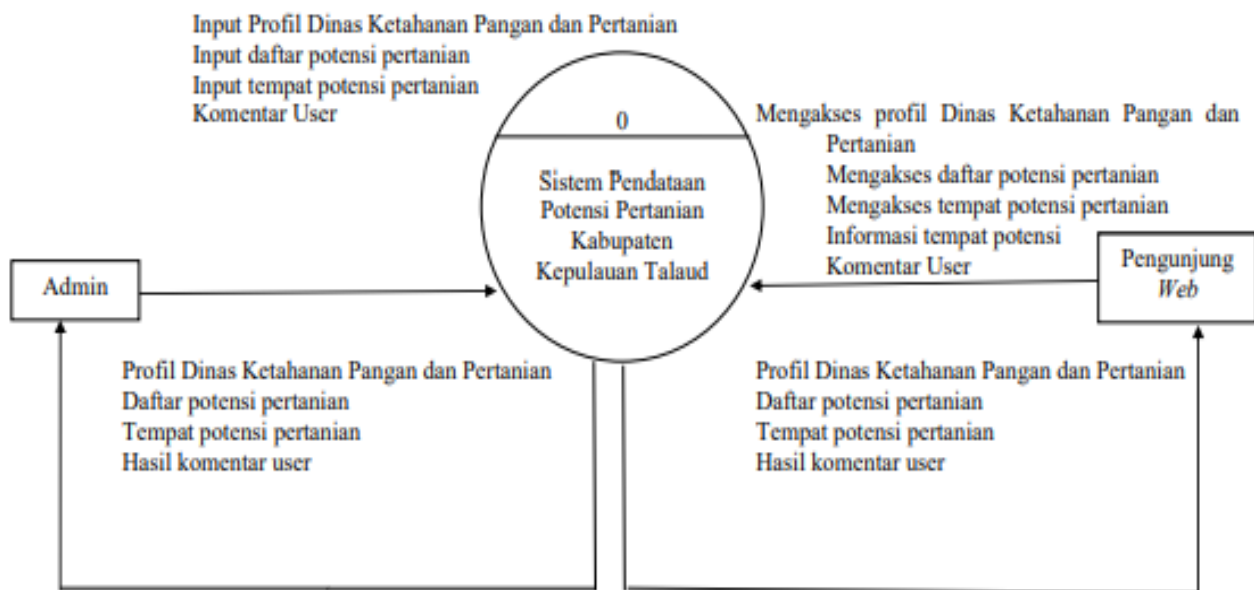 Input Profil Dinas Ketahanan Pangan dan Pertanian
Input daftar potensi pertanian
Input tempat potensi pertanian
Komentar User
0
Sistem Pendataan
Potensi Pertanian
Kabupaten
Kepulauan Talaud
Mengakses profil Dinas Ketahanan Pangan dan
Pertanian
Mengakses daftar potensi pertanian
Mengakses tempat potensi pertanian
Informasi tempat potensi
Komentar User
Admin
Pengunjung
Web
Profil Dinas Ketahanan Pangan dan Pertanian
Daftar potensi pertanian
Tempat potensi pertanian
Hasil komentar user
Profil Dinas Ketahanan Pangan dan Pertanian
Daftar potensi pertanian
Tempat potensi pertanian
Hasil komentar user